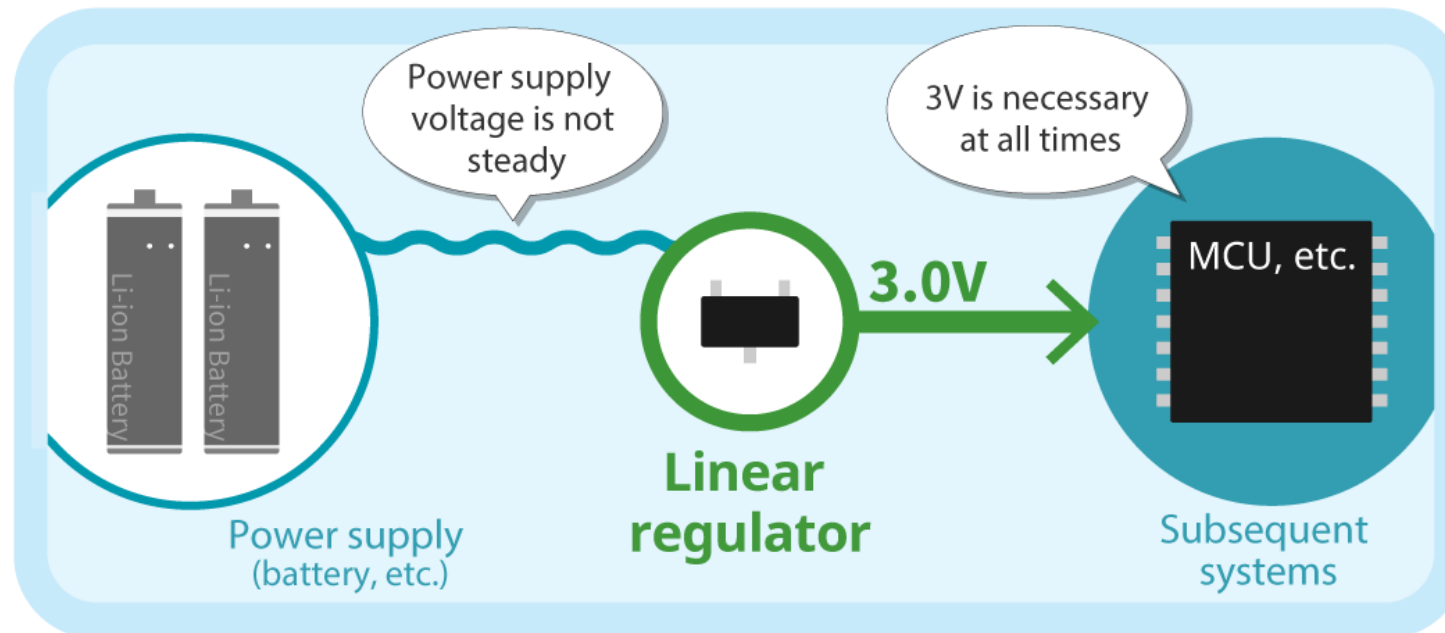 Power supply
voltage is not
steady
3V is necessary
at all times
Li-ion Battery
Li-ion Battery
3.0V
MCU, etc.
Linear
regulator
Power supply
(battery, etc.)
Subsequent
systems